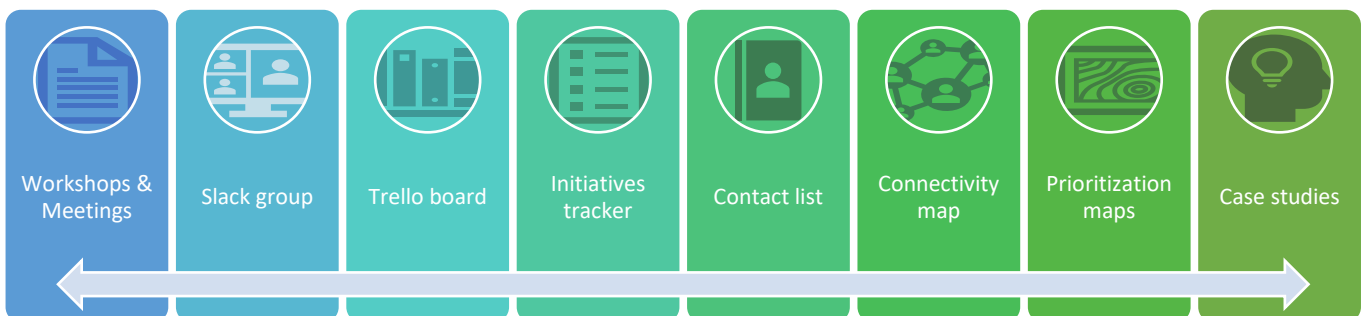 Workshops &
Meetings
Slack group
Trello board
Initiatives
tracker
Contact list
Connectivity
map
Prioritization
maps
Case studies